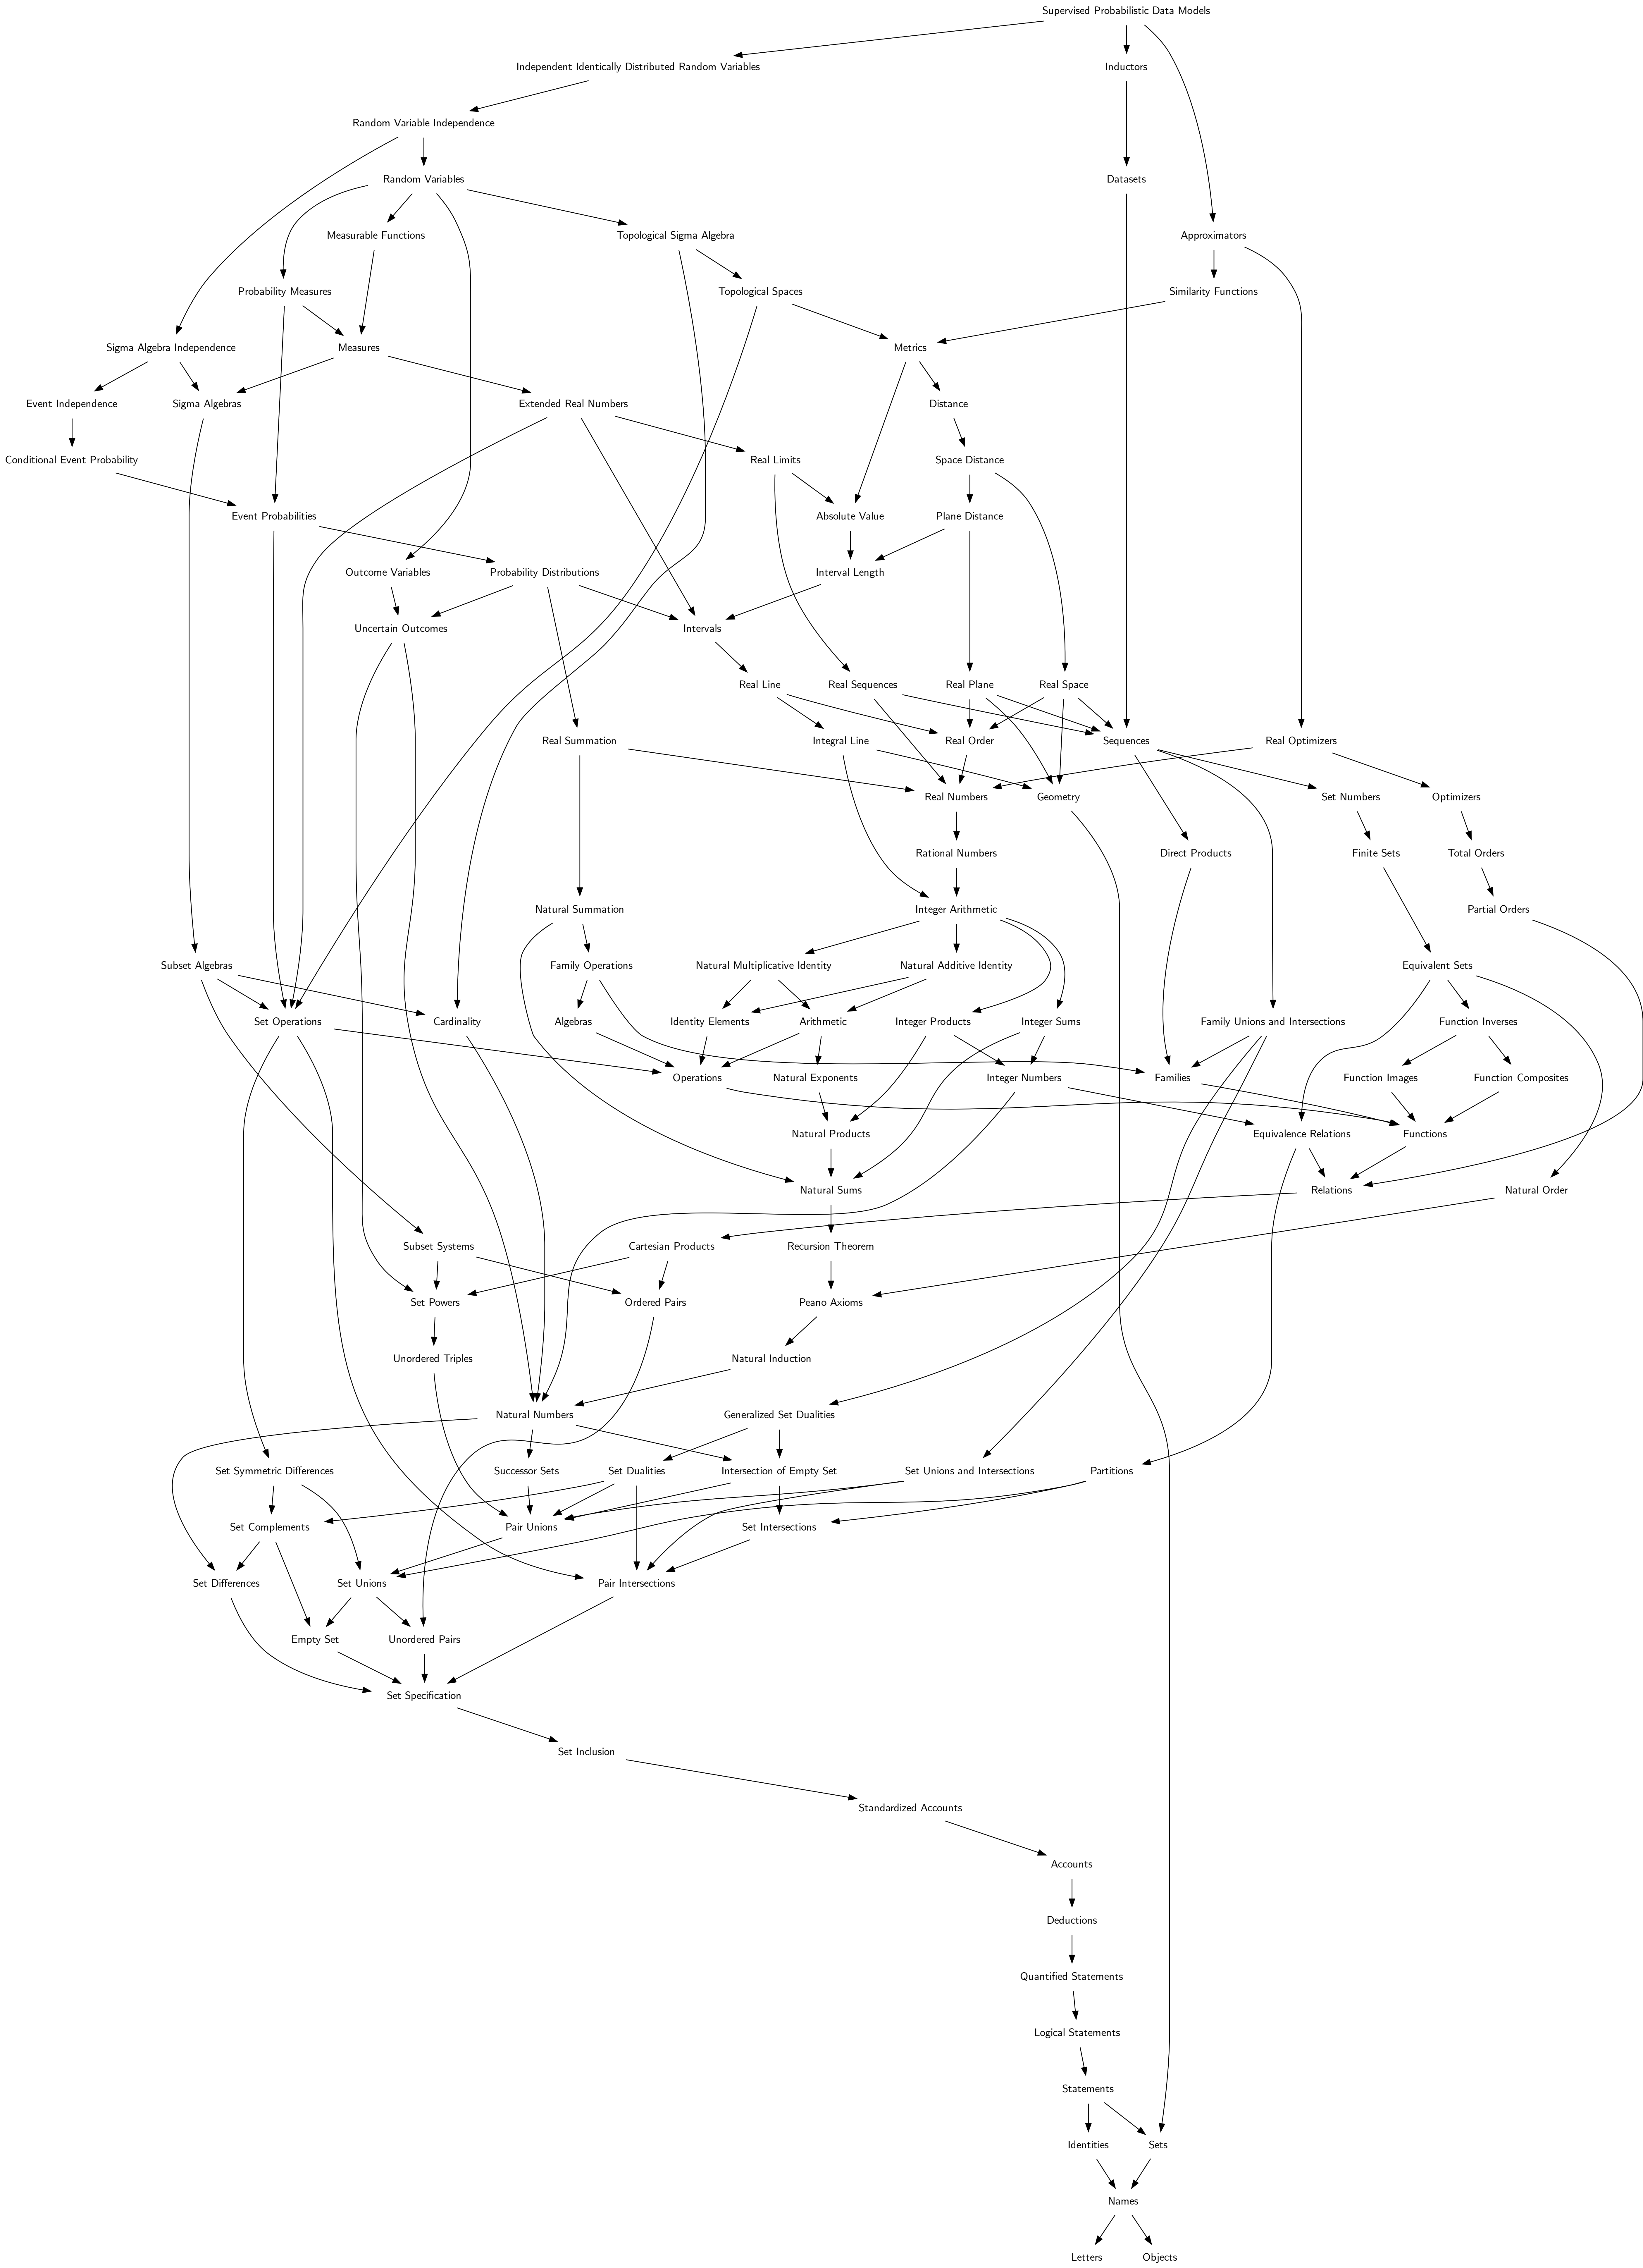 Supervised Probabilistic Data Models
Independent Identically Distributed Random Variables
Inductors
Random Variable Independence
Random Variables
Datasets
Measurable Functions
Topological Sigma Algebra
Approximators
Probability Measures
Topological Spaces
Similarity Functions
Sigma Algebra Independence
Measures
Metrics
Event Independence
Sigma Algebras
Extended Real Numbers
Distance
Conditional Event Probability
Real Limits
Space Distance
Event Probabilities
Absolute Value
Plane Distance
Outcome Variables
Probability Distributions
Interval Length
Uncertain Outcomes
Intervals
Real Line
Real Sequences
Real Plane
Real Space
Real Summation
Integral Line
Real Order
Sequences
Real Optimizers
Real Numbers
Geometry
Set Numbers
Optimizers
Rational Numbers
Direct Products
Finite Sets
Total Orders
Natural Summation
Integer Arithmetic
Partial Orders
Subset Algebras
Family Operations
Natural Multiplicative Identity
Natural Additive Identity
Equivalent Sets
Set Operations
Cardinality
Algebras
Identity Elements
Arithmetic
Integer Products
Integer Sums
Family Unions and Intersections
Function Inverses
Operations
Natural Exponents
Integer Numbers
Families
Function Images
Function Composites
Natural Products
Equivalence Relations
Functions
Natural Sums
Relations
Natural Order
Subset Systems
Cartesian Products
Recursion Theorem
Set Powers
Ordered Pairs
Peano Axioms
Unordered Triples
Natural Induction
Natural Numbers
Generalized Set Dualities
Set Symmetric Differences
Successor Sets
Set Dualities
Intersection of Empty Set
Set Unions and Intersections
Partitions
Set Complements
Pair Unions
Set Intersections
Set Differences
Set Unions
Pair Intersections
Empty Set
Unordered Pairs
Set Specification
Set Inclusion
Standardized Accounts
Accounts
Deductions
Quantified Statements
Logical Statements
Statements
Identities
Sets
Names
Letters
Objects